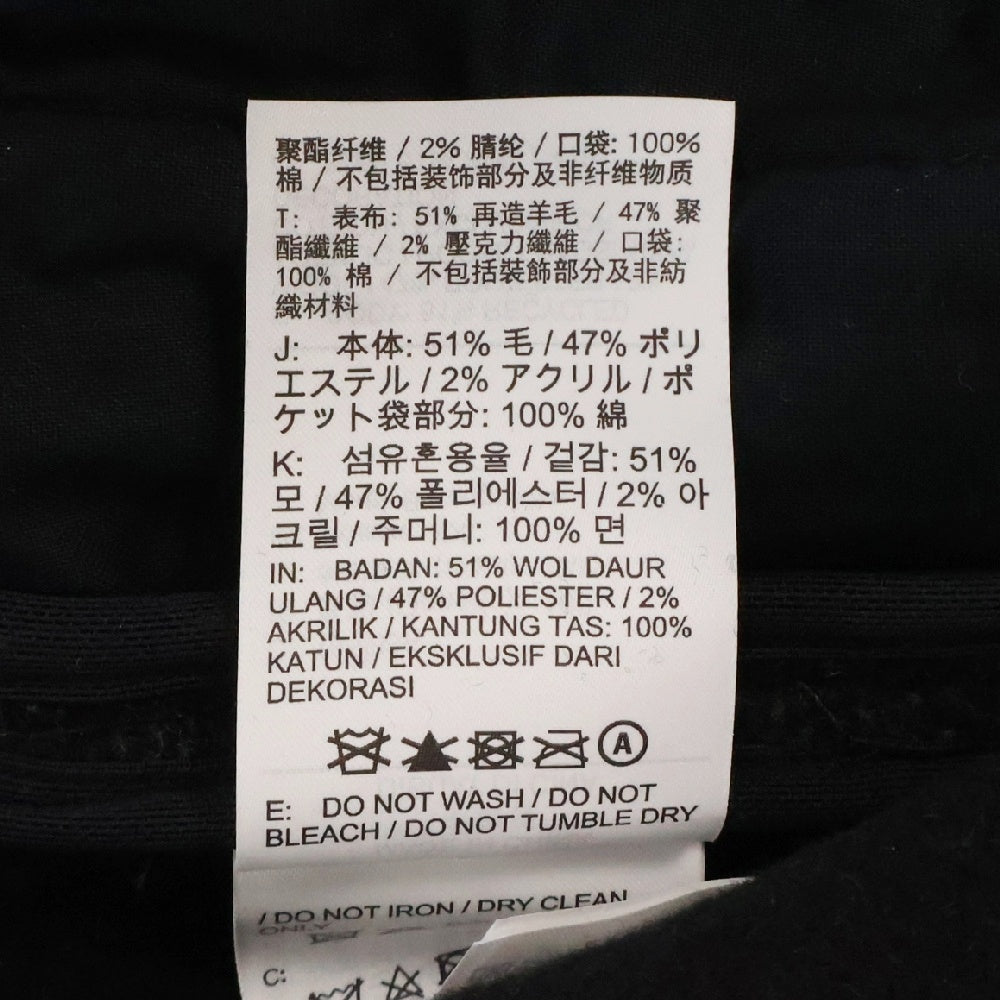 聚酯纤维 / 2% 腈纶 / 口袋: 100%
棉 / 不包括装饰部分及非纤维物质
T: 表布: 51% 再造羊毛 / 47% 聚
酯纖維 / 2% 壓克力纖維 / 口袋:
100% 棉 / 不包括裝飾部分及非紡
織材料
J: 本体: 51% 毛 / 47% ポリ
エステル / 2% アクリル / ポ
ケット袋部分: 100% 綿
K: 섬유혼용율 / 겉감: 51%
모 / 47% 폴리에스터 / 2% 아
크릴 / 주머니: 100% 면
IN: BADAN: 51% WOL DAUR
ULANG / 47% POLIESTER / 2%
AKRILIK / KANTUNG TAS: 100%
KATUN / EKSKLUSIF DARI
DEKORASI
A
E: DO NOT WASH / DO NOT
BLEACH / DO NOT TUMBLE DRY
/ DO NOT IRON / DRY CLEAN
ONLY
C: